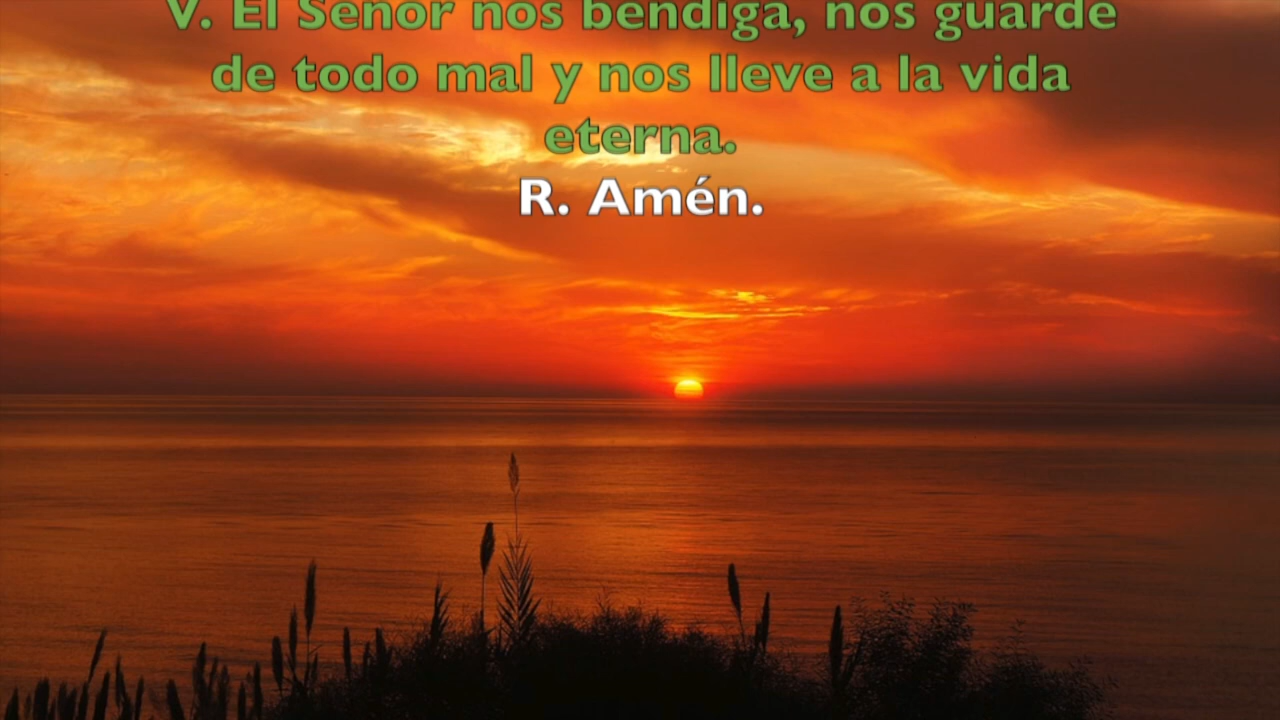 V. El Señor nos bendiga, nos guarde
de todo mal y nos lleve a la vida
eterna.
R. Amén.